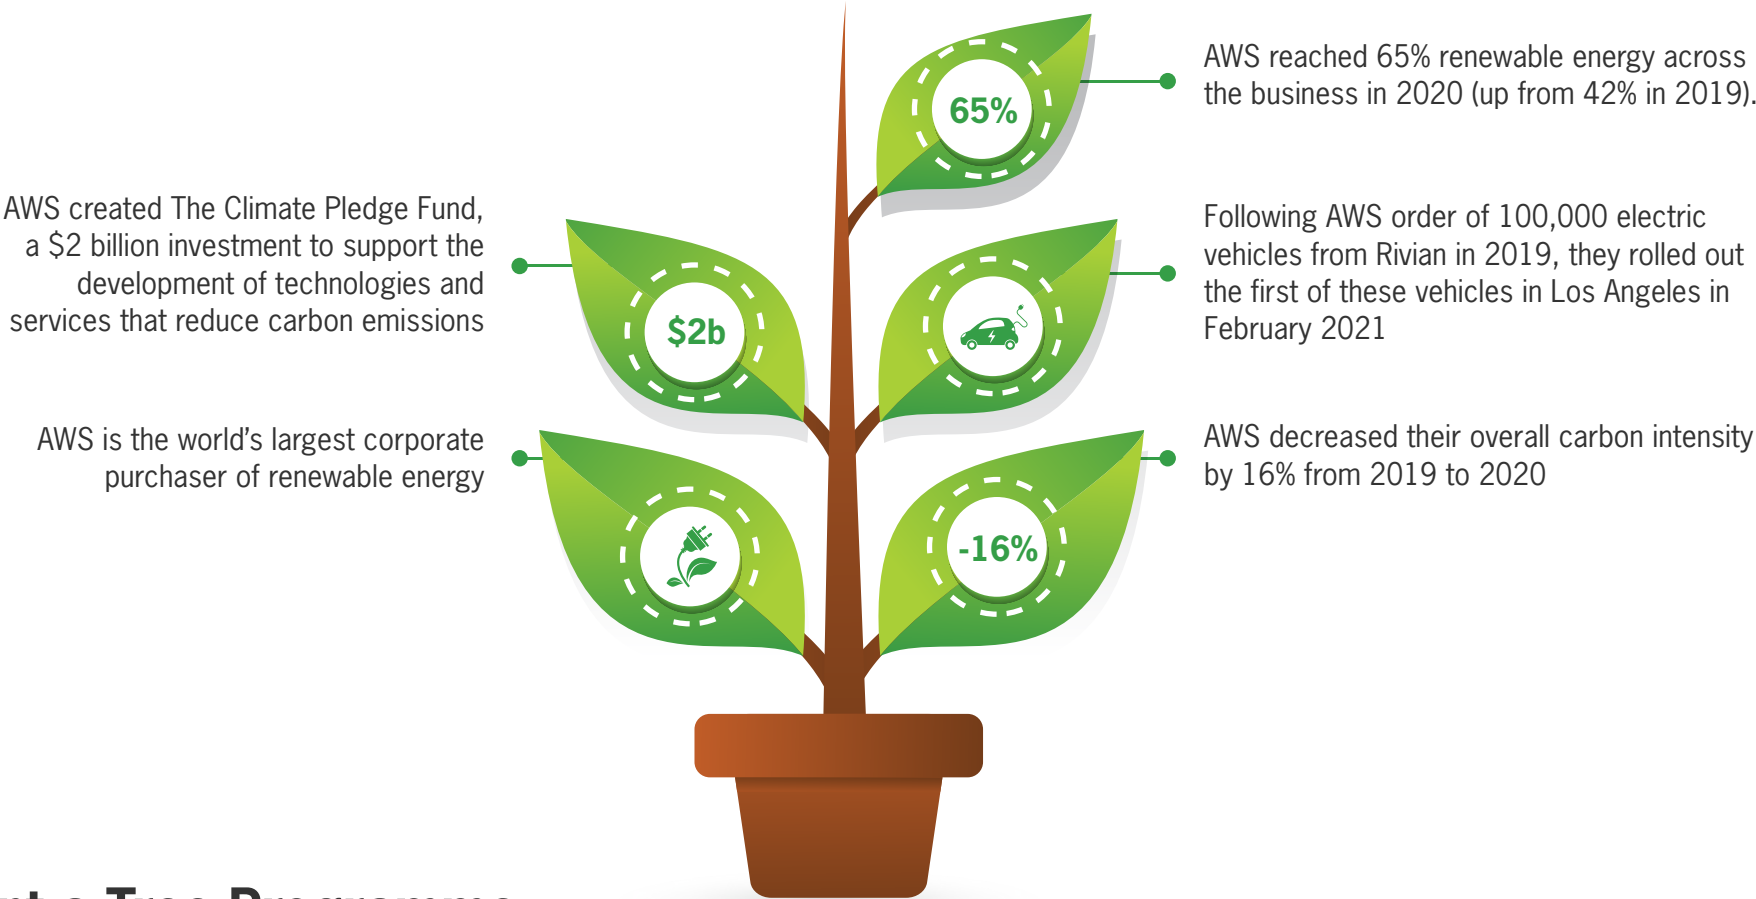 65%
AWS reached 65% renewable energy across
the business in 2020 (up from 42% in 2019).
AWS created The Climate Pledge Fund,
a $2 billion investment to support the
development of technologies and
services that reduce carbon emissions
$2b
Following AWS order of 100,000 electric
vehicles from Rivian in 2019, they rolled out
the first of these vehicles in Los Angeles in
February 2021
AWS is the world’s largest corporate
purchaser of renewable energy
-16%
AWS decreased their overall carbon intensity
by 16% from 2019 to 2020
a Tree Programme